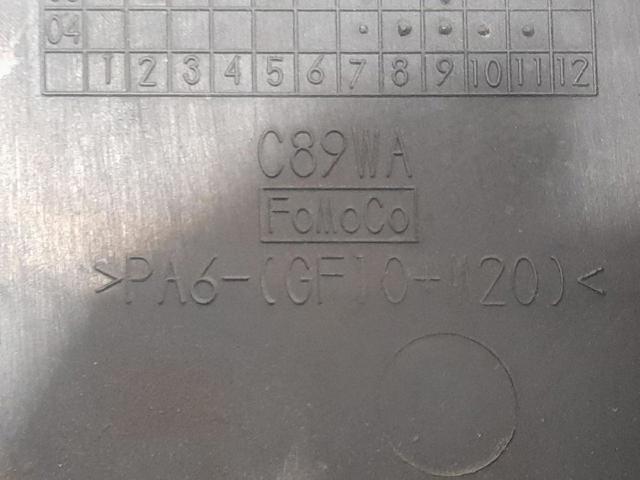 04
1 2 3 4 5 6 7 8 9 10 11 12
C89WA
FoMoCo
>PA6-(GF10+M20)<